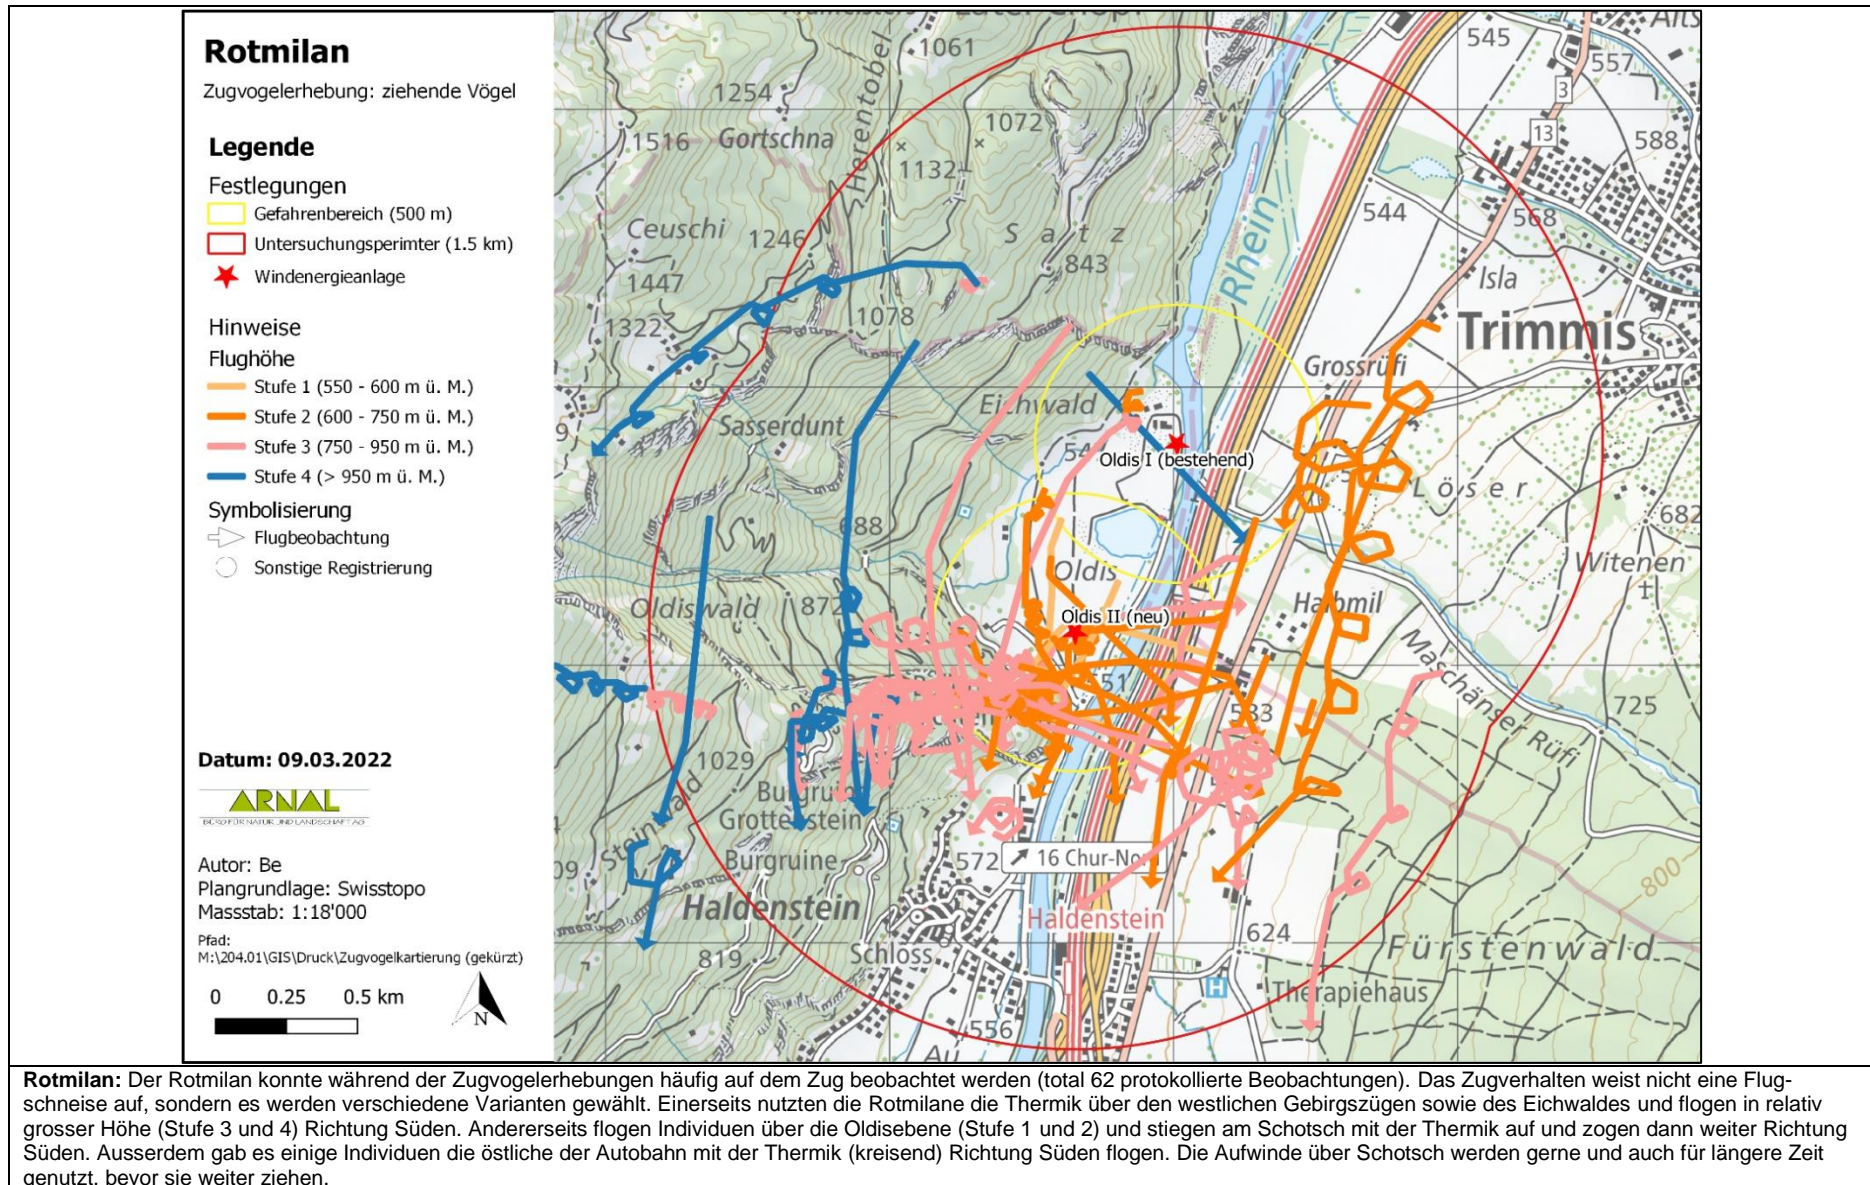 Rotmilan
Zugvogelerhebung: ziehende Vögel
Legende
Festlegungen
Gefahrenbereich (500 m)
Untersuchungsperimter (1.5 km)
Windenergieanlage
Hinweise
Flughöhe
Stufe 1 (550 - 600 m ü. M.)
Stufe 2 (600 - 750 m ü. M.)
Stufe 3 (750 - 950 m ü. M.)
Stufe 4 (> 950 m ü. M.)
Symbolisierung
Flugbeobachtung
Sonstige Registrierung
Datum: 09.03.2022
ARNAL
BÜRO FÜR NATUR UND LANDSCHAFT AG
Autor: Be
Plangrundlage: Swisstopo
Massstab: 1:18'000
Pfad:
M:\204.01\GIS\Druck\Zugvogelkartierung (gekürzt)
0 0.25 0.5 km
N
1061
545
557
1254
3
1516 Gortschna
Herentobel
1072
13
588
1132
Ceuschi
1246
Satz
843
544
568
Rhein
Isla
1447
1322
1078
Trimmis
Grossrüfi
Eichwald
Sasserdunt
Oldis I (bestehend)
Löser
682
688
Oldis
Witenen
Oldiswald
872
Halbmil
Oldis II (neu)
Maschänser Rüfi
551
533
725
1029
Burgruine
Grottenstein
Steinwald
Burgruine
572
16 Chur-Nord
800
Haldenstein
Haldenstein
624
Fürstenwald
819
Schloss
H
Therapiehaus
556
Au
Rotmilan: Der Rotmilan konnte während der Zugvogelerhebungen häufig auf dem Zug beobachtet werden (total 62 protokollierte Beobachtungen). Das Zugverhalten weist nicht eine Flug-
schneise auf, sondern es werden verschiedene Varianten gewählt. Einerseits nutzten die Rotmilane die Thermik über den westlichen Gebirgszügen sowie des Eichwaldes und flogen in relativ
grosser Höhe (Stufe 3 und 4) Richtung Süden. Andererseits flogen Individuen über die Oldisebene (Stufe 1 und 2) und stiegen am Schotsch mit der Thermik auf und zogen dann weiter Richtung
Süden. Ausserdem gab es einige Individuen die östliche der Autobahn mit der Thermik (kreisend) Richtung Süden flogen. Die Aufwinde über Schotsch werden gerne und auch für längere Zeit
genutzt, bevor sie weiter ziehen.